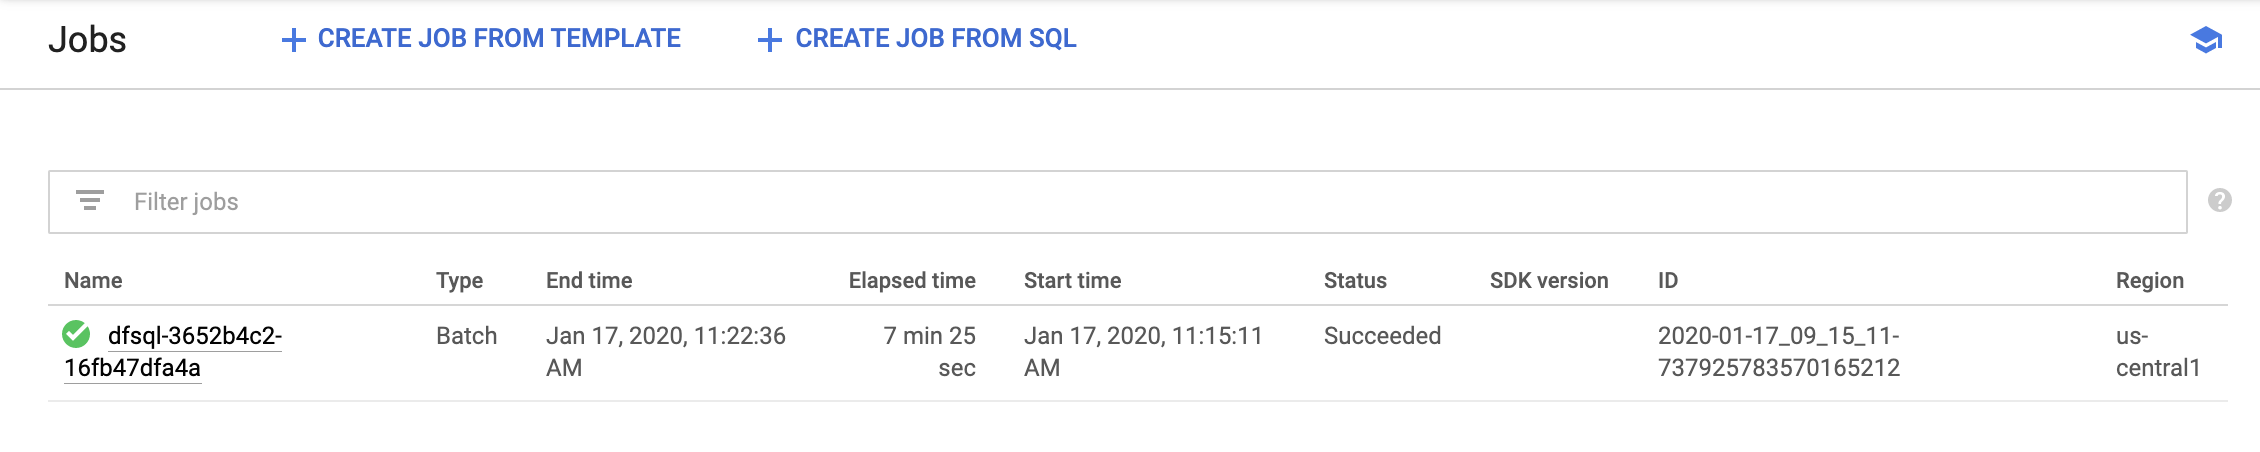 Jobs CREATE JOB FROM TEMPLATE CREATE JOB FROM SQL
Filter jobs
Name Type End time Elapsed time Start time Status SDK version ID Region
dfsql-3652b4c2- Batch Jan 17, 2020, 11:22:36 7 min 25 Jan 17, 2020, 11:15:11 Succeeded 2020-01-17_09_15_11- us-
16fb47dfa4a AM sec AM 737925783570165212 central1